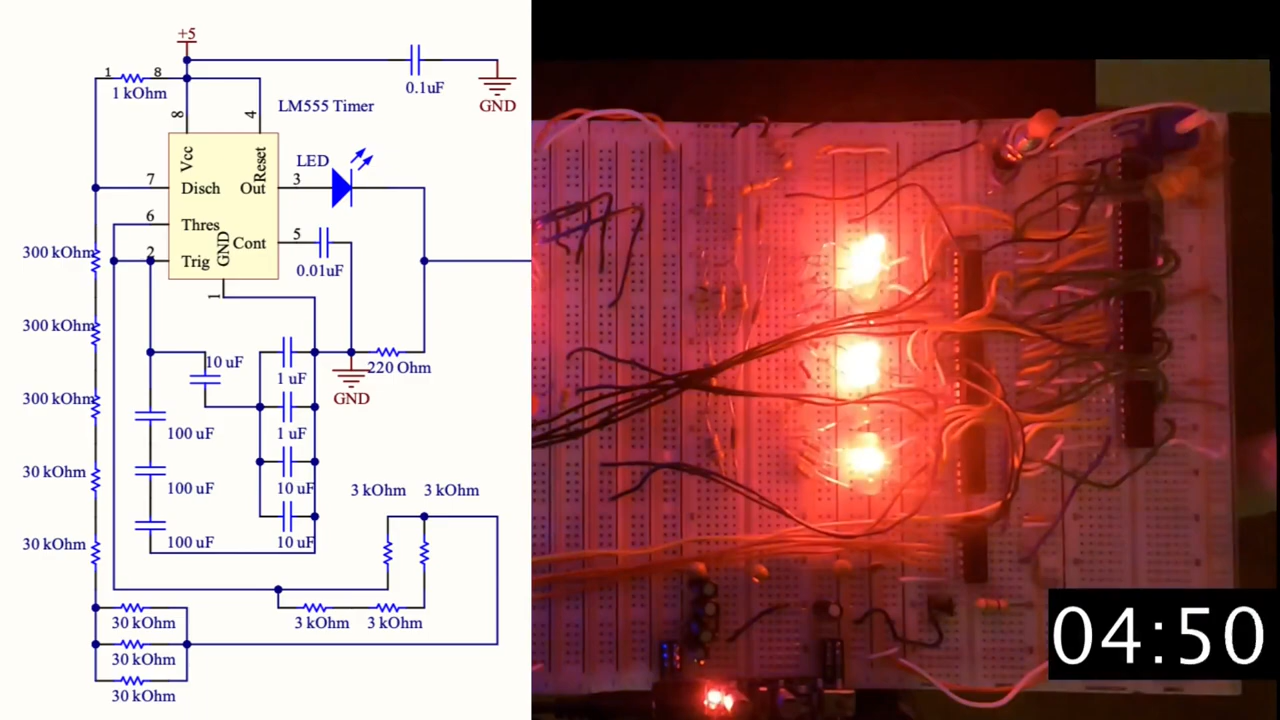 +5
1
8
1 kOhm
0.1uF
GND
LM555 Timer
8
4
Vcc
Reset
LED
7
Disch
Out
3
6
Thres
GND
Cont
5
2
Trig
0.01uF
1
300 kOhm
300 kOhm
300 kOhm
30 kOhm
30 kOhm
10 uF
1 uF
220 Ohm
GND
1 uF
100 uF
10 uF
100 uF
10 uF
100 uF
3 kOhm
3 kOhm
30 kOhm
3 kOhm
3 kOhm
30 kOhm
30 kOhm
04:50